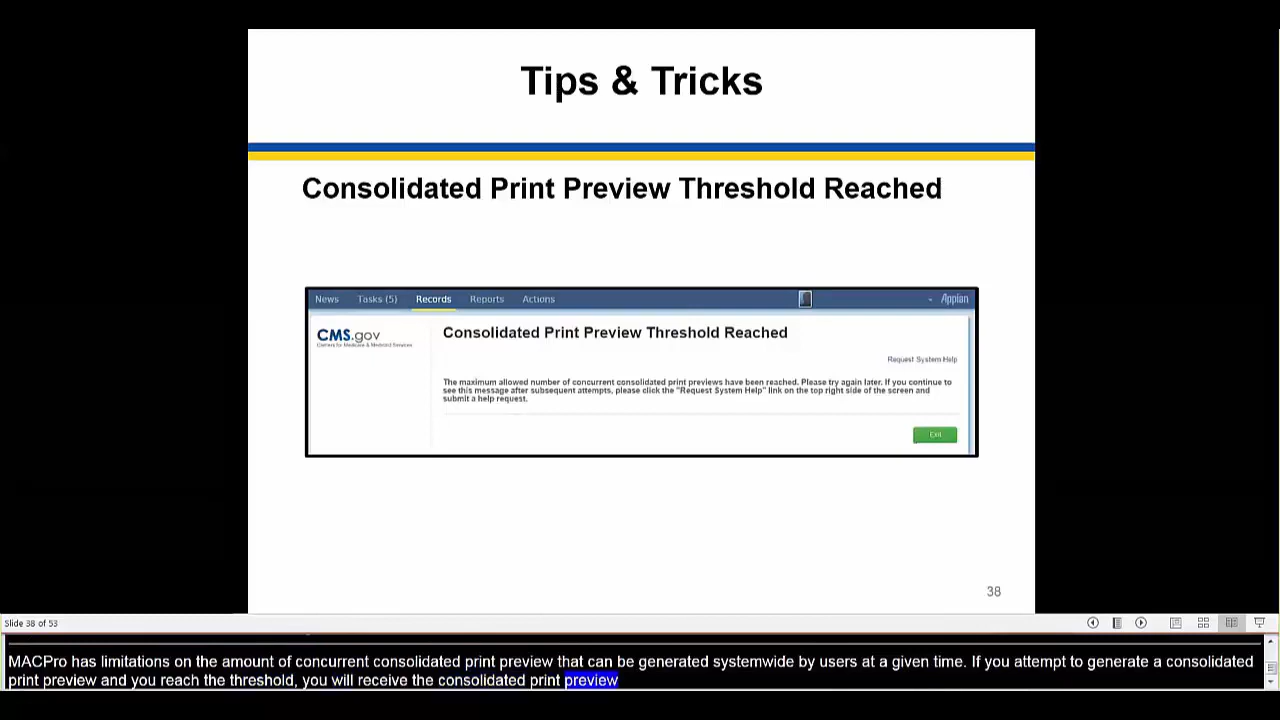 Tips & Tricks
Consolidated Print Preview Threshold Reached
News Tasks (5) Records Reports Actions Appian
CMS.gov
Centers for Medicare & Medicaid Services
Consolidated Print Preview Threshold Reached
Request System Help
The maximum allowed number of concurrent consolidated print previews have been reached. Please try again later. If you continue to
see this message after subsequent attempts, please click the "Request System Help" link on the top right side of the screen and
submit a help request.
Exit
38
Slide 38 of 53
MACPro has limitations on the amount of concurrent consolidated print preview that can be generated systemwide by users at a given time. If you attempt to generate a consolidated
print preview and you reach the threshold, you will receive the consolidated print preview